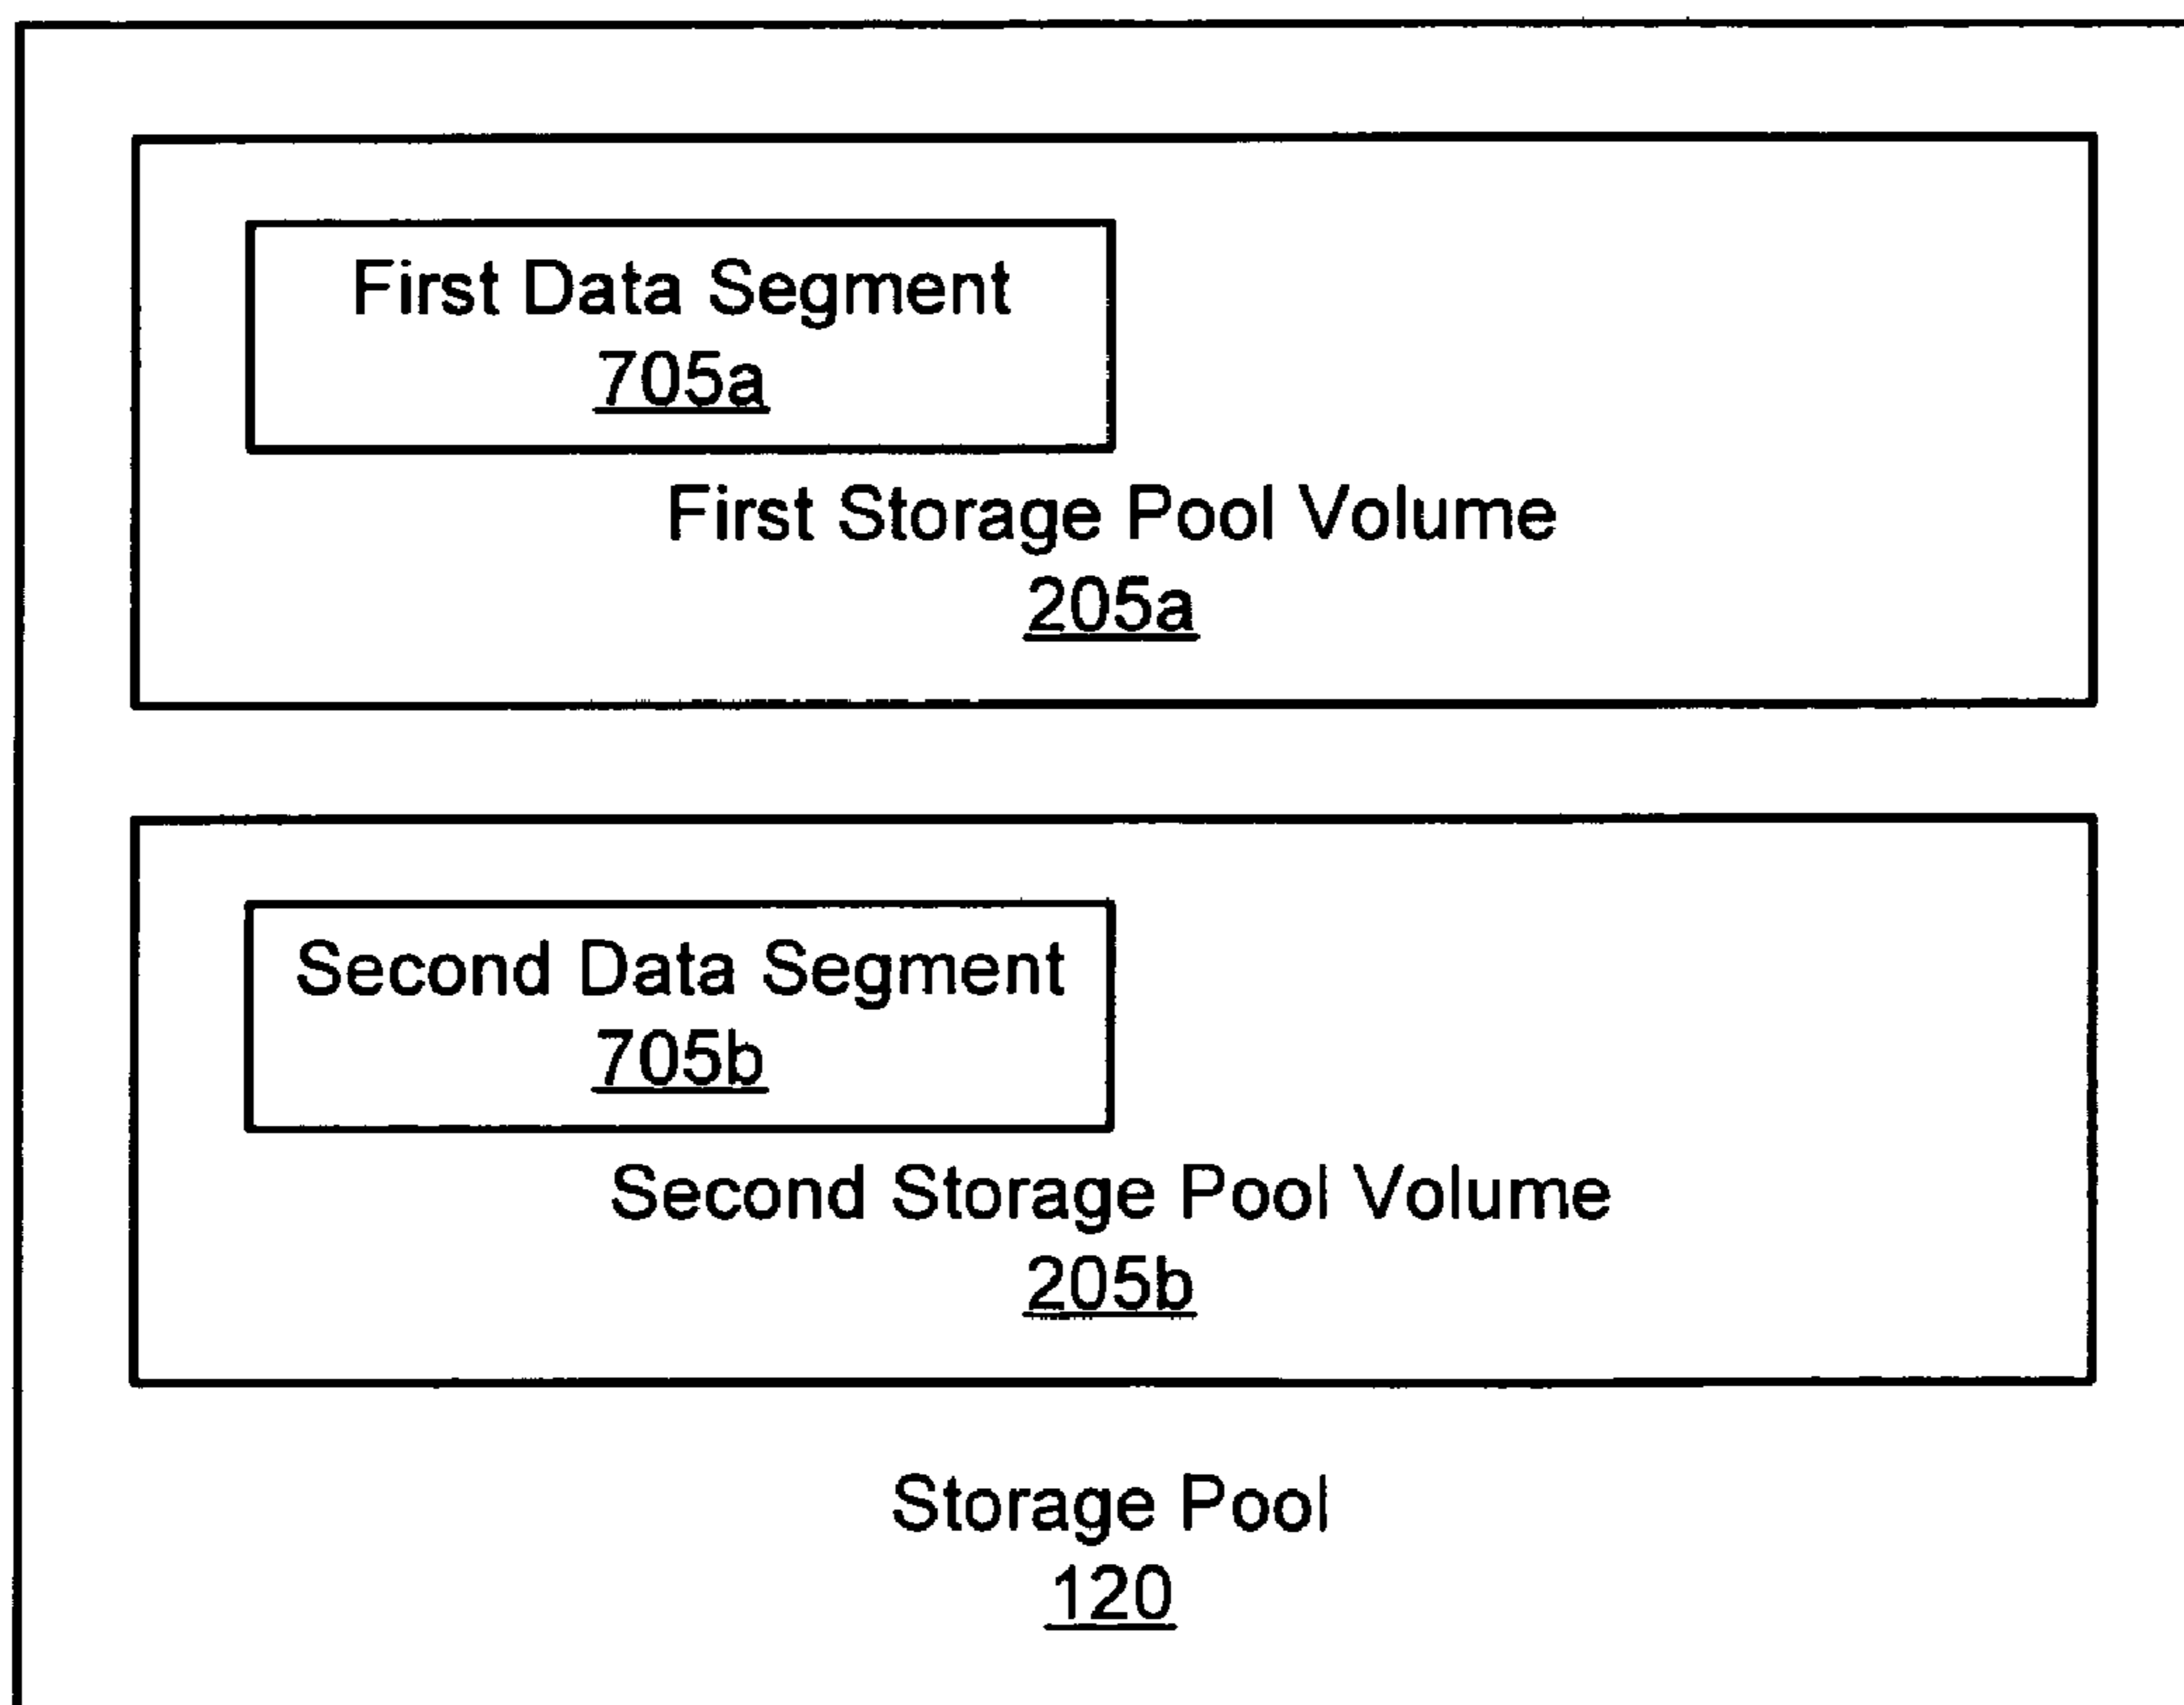 First Data Segment
705a
First Storage Pool Volume
205a
Second Data Segment
705b
Second Storage Pool Volume
205b
Storage Pool
120